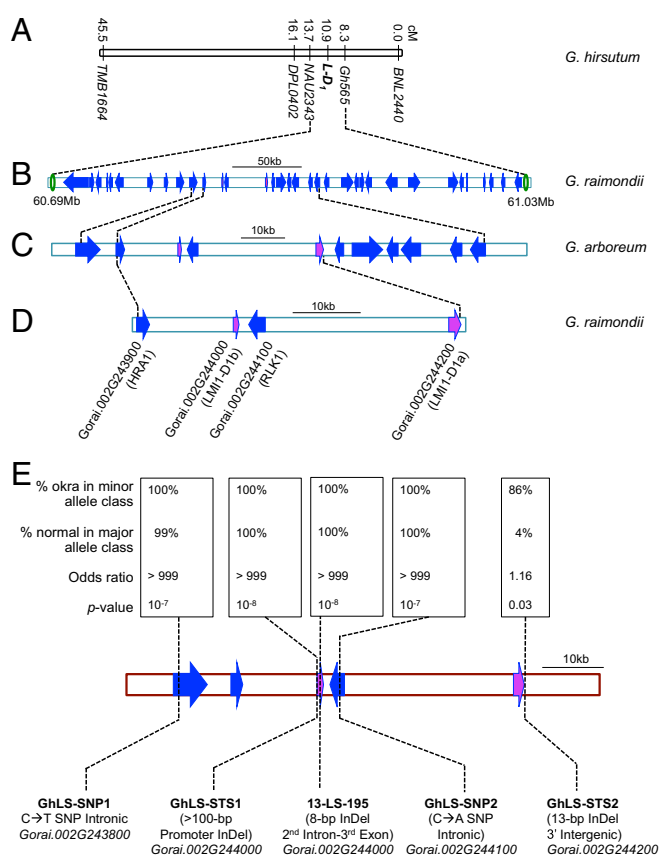 A
cM
45.5
16.1
13.7
10.9
8.3
0.0
TMB1664
DPL0402
NAU2343
L-D1
Gh565
BNL2440
G. hirsutum
B
50kb
60.69Mb
61.03Mb
G. raimondii
C
10kb
G. arboreum
D
10kb
G. raimondii
Gorai.002G243900
(HRA1)
Gorai.002G244000
(LMI1-D1b)
Gorai.002G244100
(RLK1)
Gorai.002G244200
(LMI1-D1a)
E
% okra in minor
allele class
100%
100%
100%
100%
86%
% normal in major
allele class
99%
100%
100%
100%
4%
Odds ratio
> 999
> 999
> 999
> 999
1.16
p-value
10-7
10-8
10-8
10-7
0.03
10kb
GhLS-SNP1
C→T SNP Intronic
Gorai.002G243800
GhLS-STS1
(>100-bp
Promoter InDel)
Gorai.002G244000
13-LS-195
(8-bp InDel
2nd Intron-3rd Exon)
Gorai.002G244000
GhLS-SNP2
(C→A SNP
Intronic)
Gorai.002G244100
GhLS-STS2
(13-bp InDel
3' Intergenic)
Gorai.002G244200